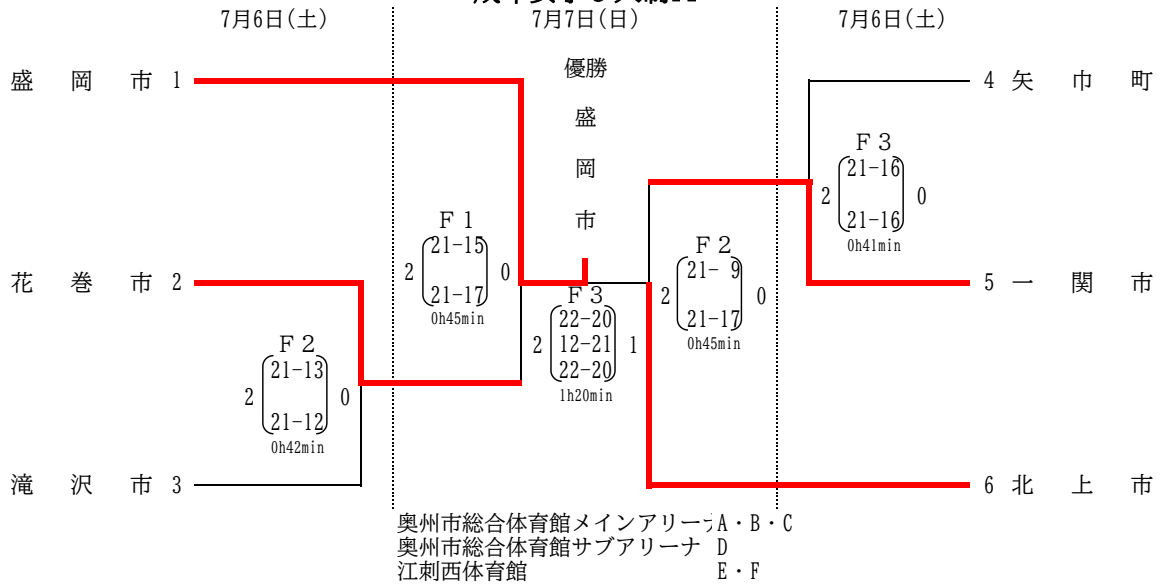 7月6日(土)
7月7日(日)
7月6日(土)
優勝
盛
岡
市
盛 岡 市 1
4 矢 巾 町
F 3
21-16
2 0
21-16
0h41min
F 1
21-15
2 0
21-17
0h45min
F 2
21- 9
2 0
21-17
0h45min
花 巻 市 2
5 一 関 市
F 3
22-20
2 12-21 1
22-20
1h20min
F 2
21-13
2 0
21-12
0h42min
滝 沢 市 3
6 北 上 市
奥州市総合体育館メインアリーナ A・B・C
奥州市総合体育館サブアリーナ D
江刺西体育館 E・F